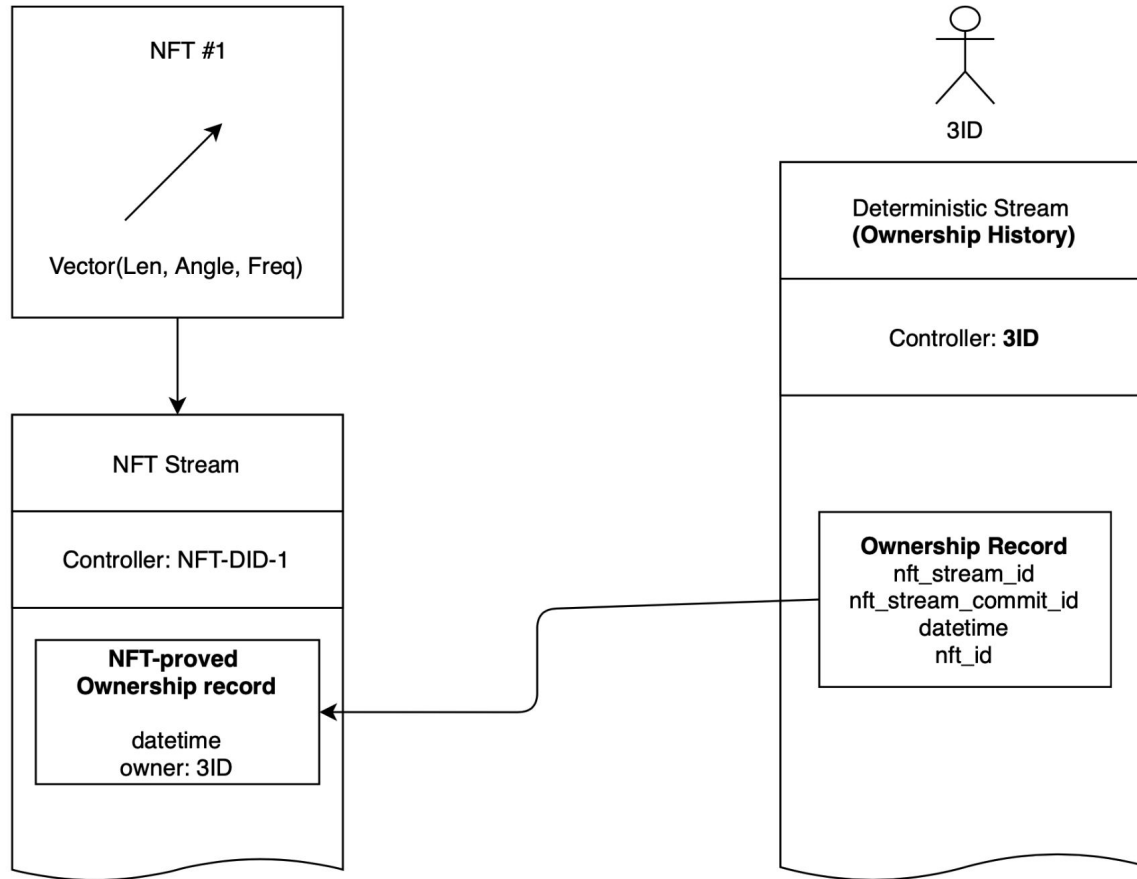 NFT #1
Vector(Len, Angle, Freq)
NFT Stream
Controller: NFT-DID-1
NFT-proved
Ownership record
datetime
owner: 3ID
3ID
Deterministic Stream
(Ownership History)
Controller: 3ID
Ownership Record
nft_stream_id
nft_stream_commit_id
datetime
nft_id